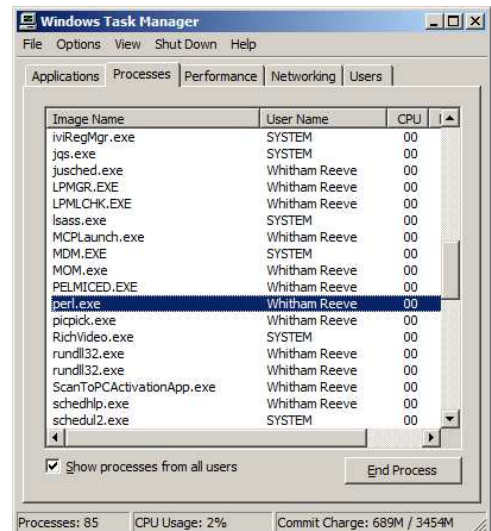 Windows Task Manager
File Options View Shut Down Help
Applications Processes Performance Networking Users
Image Name User Name CPU
iviRegMgr.exe SYSTEM 00
jqs.exe SYSTEM 00
jusched.exe Whitham Reeve 00
LPMGR.EXE Whitham Reeve 00
LPMLCHK.EXE Whitham Reeve 00
lsass.exe SYSTEM 00
MCPLaunch.exe Whitham Reeve 00
MDM.EXE SYSTEM 00
MOM.exe Whitham Reeve 00
PELMICED.EXE Whitham Reeve 00
perl.exe Whitham Reeve 00
picpick.exe Whitham Reeve 00
RichVideo.exe SYSTEM 00
rundll32.exe Whitham Reeve 00
rundll32.exe Whitham Reeve 00
ScanToPCActivationApp.exe Whitham Reeve 00
schedhlp.exe Whitham Reeve 00
schedul2.exe SYSTEM 00
Show processes from all users End Process
Processes: 85 CPU Usage: 2% Commit Charge: 689M / 3454M